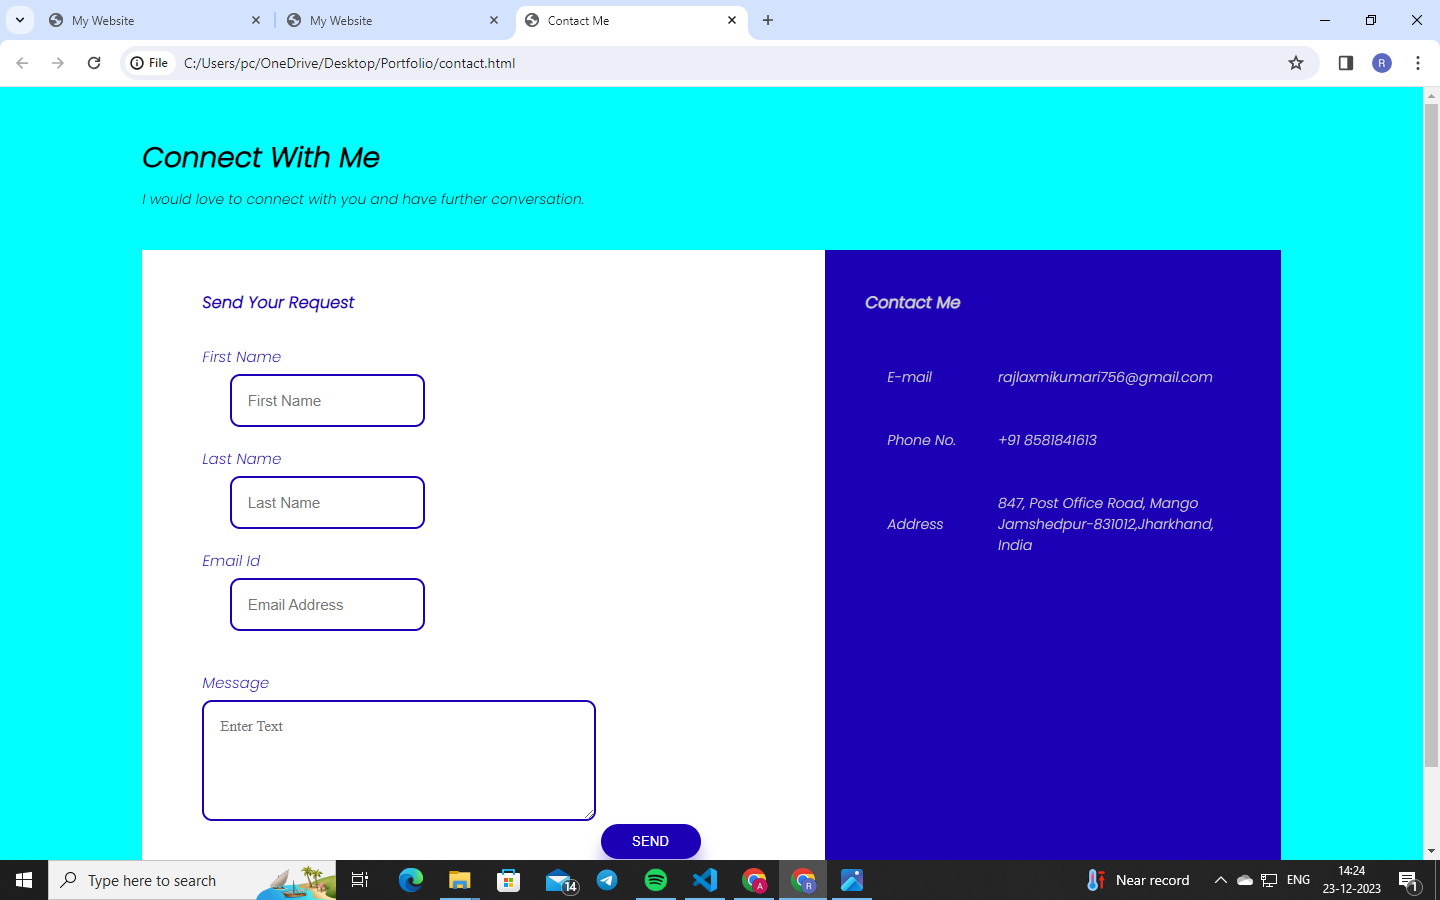 My Website
My Website
Contact Me
File
C:/Users/pc/OneDrive/Desktop/Portfolio/contact.html
R
Connect With Me
I would love to connect with you and have further conversation.
Send Your Request
First Name
First Name
Last Name
Last Name
Email Id
Email Address
Message
Enter Text
SEND
Contact Me
E-mail
rajlaxmikumari756@gmail.com
Phone No.
+91 8581841613
Address
847, Post Office Road, Mango
Jamshedpur-831012,Jharkhand,
India
Type here to search
14
A
R
Near record
ENG
14:24
23-12-2023
1